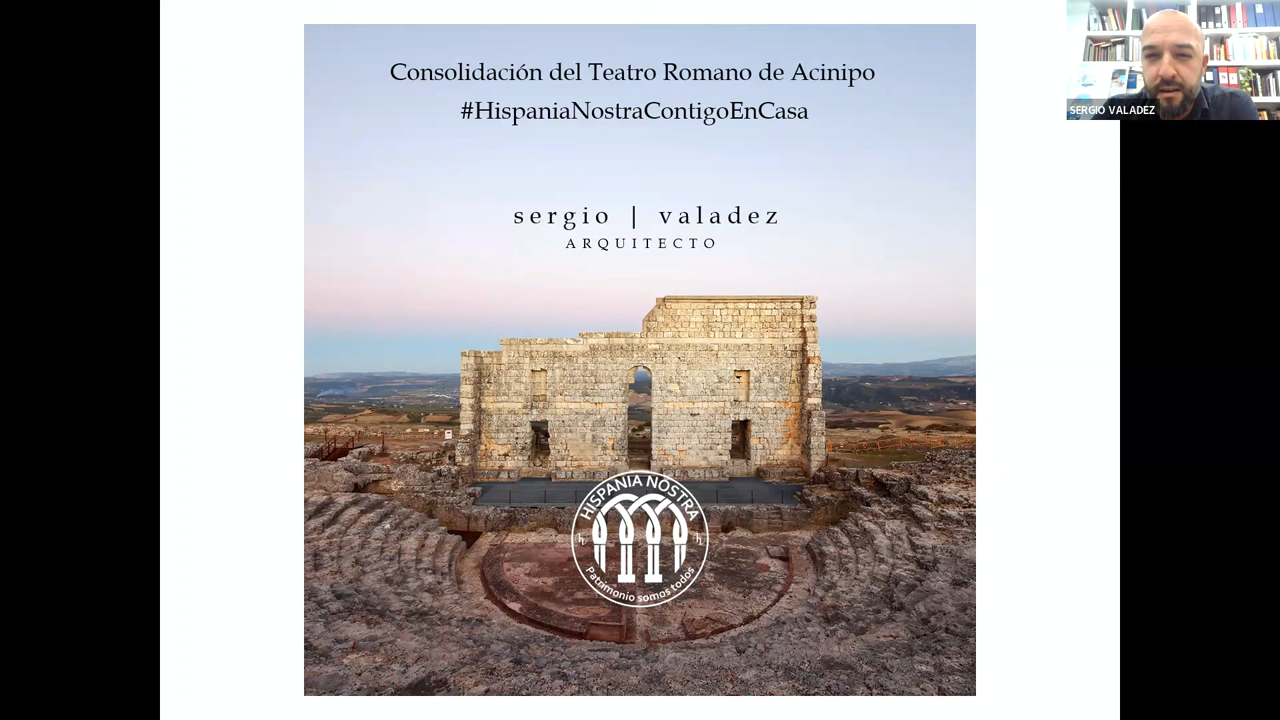 Consolidación del Teatro Romano de Acinipo
#HispaniaNostraContigoEnCasa
SERGIO VALADEZ
sergio | valadez
ARQUITECTO
HISPANIA NOSTRA
h h
Patrimonio somos todos